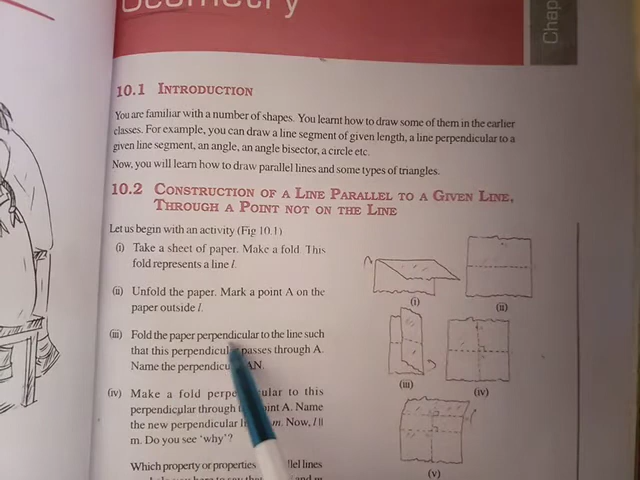 Geometry
Chap
10.1 INTRODUCTION
You are familiar with a number of shapes. You learnt how to draw some of them in the earlier
classes. For example, you can draw a line segment of given length, a line perpendicular to a
given line segment, an angle, an angle bisector, a circle etc.
Now, you will learn how to draw parallel lines and some types of triangles.
10.2 CONSTRUCTION OF A LINE PARALLEL TO A GIVEN LINE,
THROUGH A POINT NOT ON THE LINE
Let us begin with an activity (Fig 10.1)
(i) Take a sheet of paper. Make a fold. This
fold represents a line l.
(ii) Unfold the paper. Mark a point A on the
paper outside l.
(iii) Fold the paper perpendicular to the line such
that this perpendicular passes through A.
Name the perpendicular AN.
(iv) Make a fold perpendicular to this
perpendicular through the point A. Name
the new perpendicular line m. Now, l ||
m. Do you see 'why'?
Which property or properties parallel lines
(i)
(ii)
(iii)
(iv)
(v)